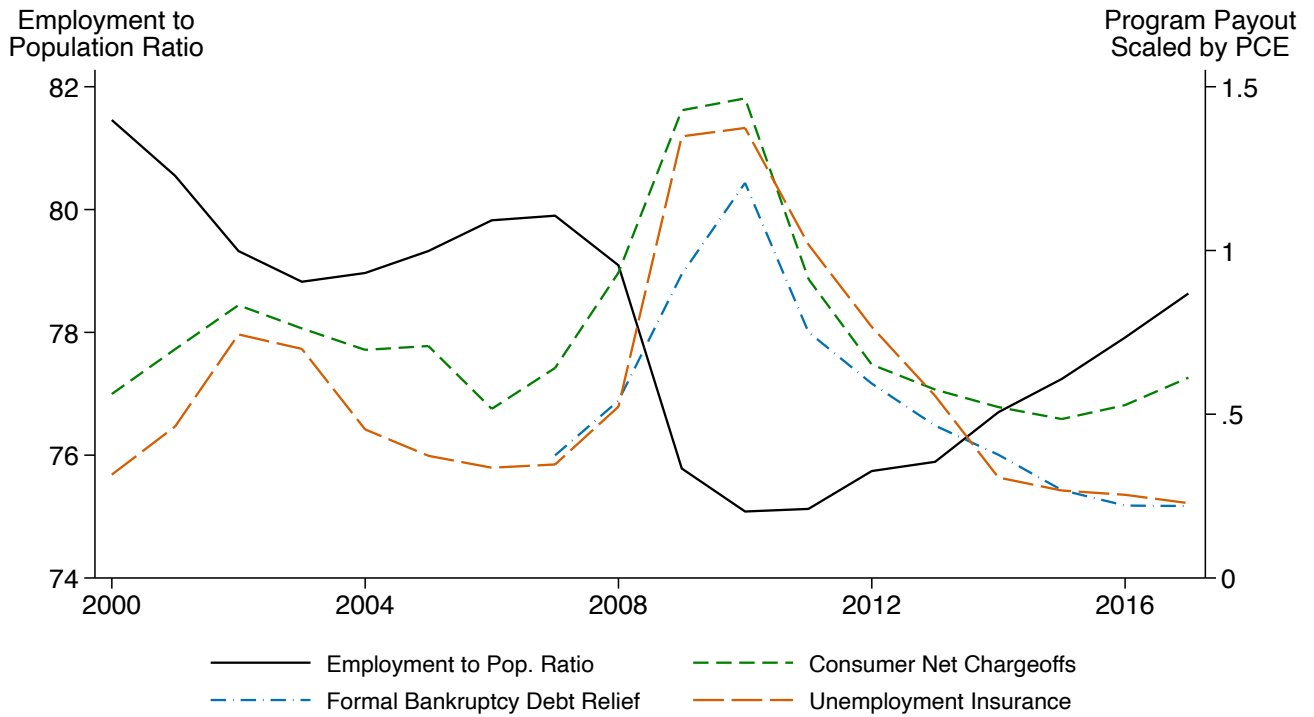 Employment to
Population Ratio
Program Payout
Scaled by PCE
82
80
78
76
74
1.5
1
.5
0
2000
2004
2008
2012
2016
Employment to Pop. Ratio
Consumer Net Chargeoffs
Formal Bankruptcy Debt Relief
Unemployment Insurance